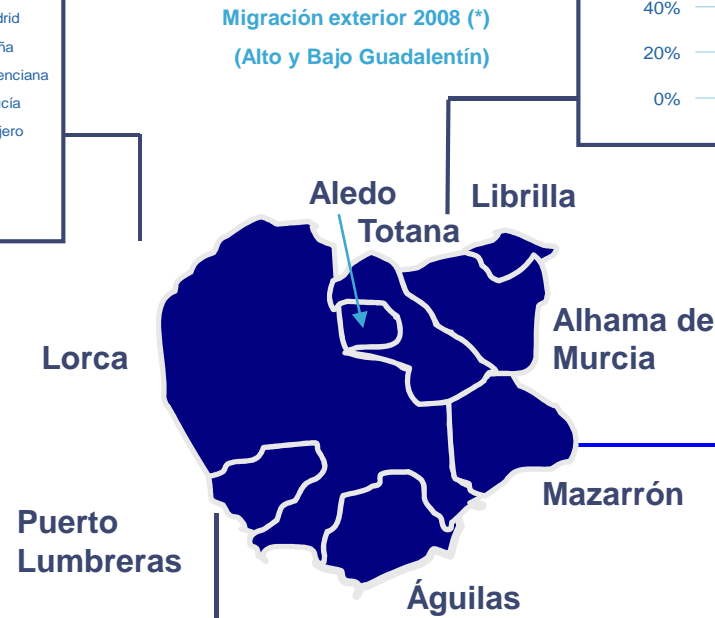 Migración exterior 2008 (*)
(Alto y Bajo Guadalentín)
40%
20%
0%
Aledo
Librilla
Totana
Alhama de
Murcia
Lorca
Mazarrón
Puerto
Lumbreras
Águilas